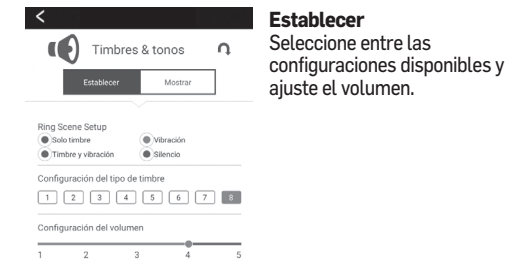 Timbres & tonos
Establecer Mostrar
Ring Scene Setup
Solo timbre Vibración
Timbre y vibración Silencio
Configuración del tipo de timbre
1 2 3 4 5 6 7 8
Configuración del volumen
1 2 3 4 5
Establecer
Seleccione entre las
configuraciones disponibles y
ajuste el volumen.